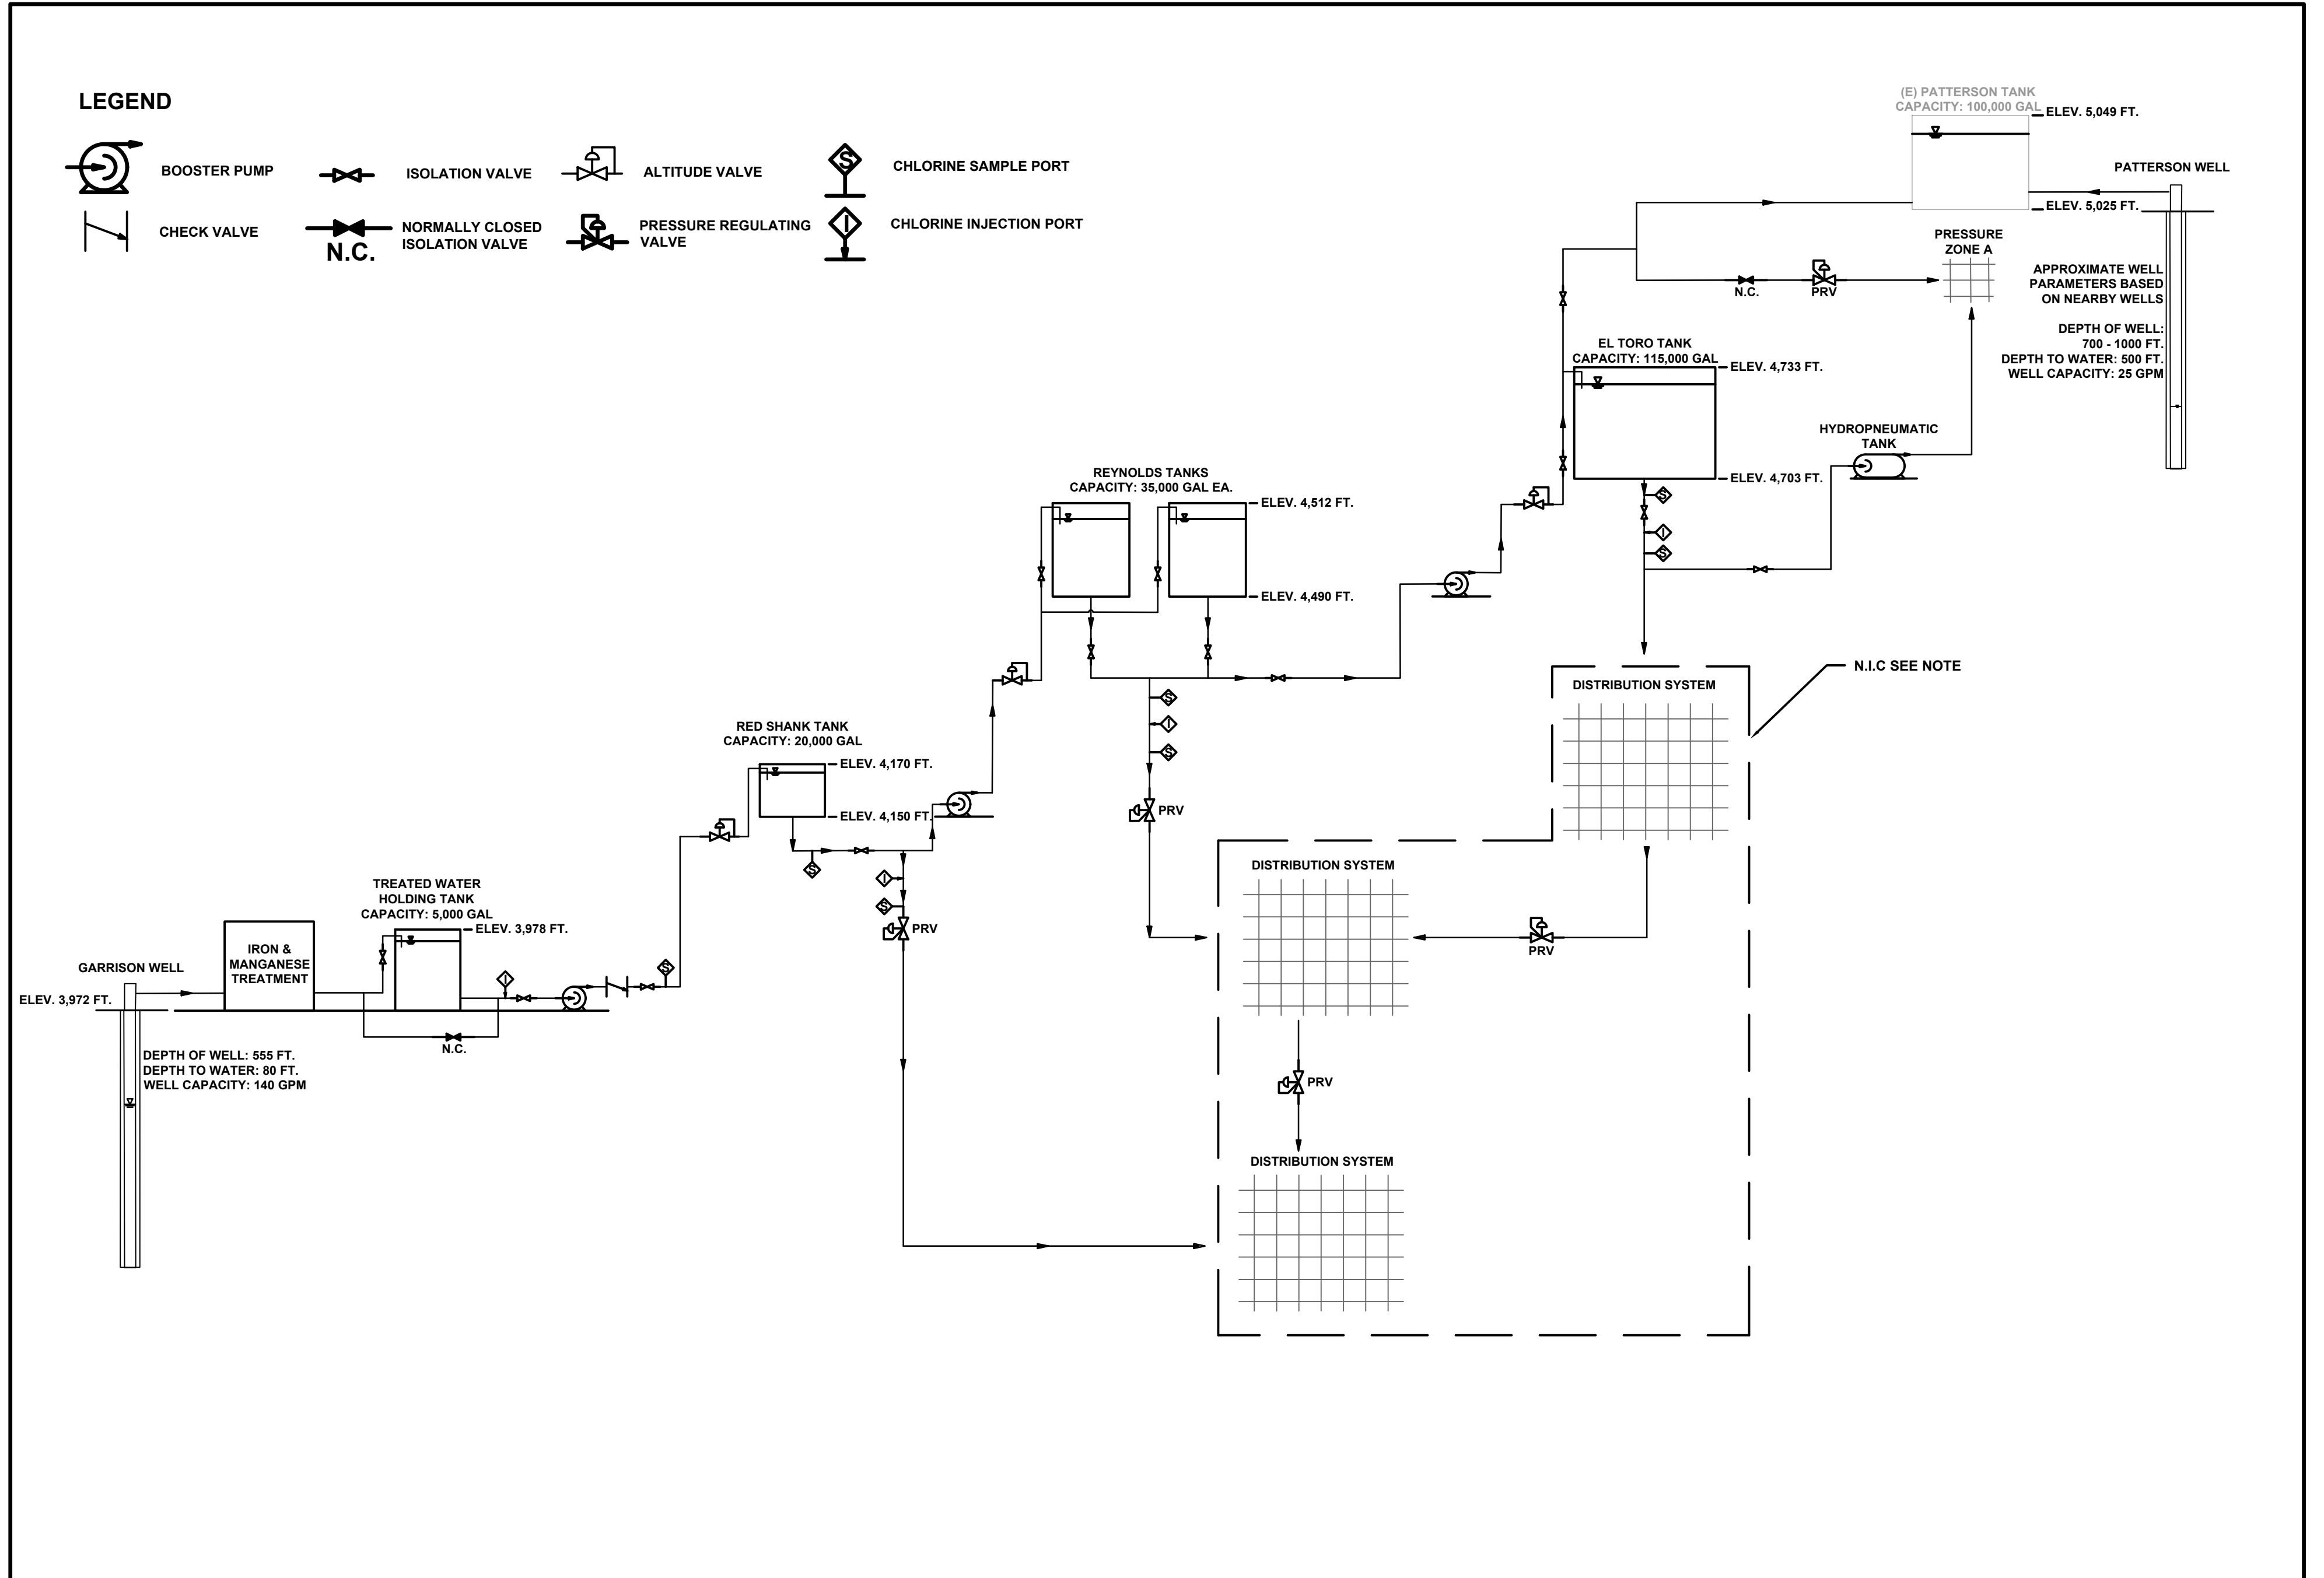 LEGEND
BOOSTER PUMP
ISOLATION VALVE
ALTITUDE VALVE
S
CHLORINE SAMPLE PORT
CHECK VALVE
N.C.
NORMALLY CLOSED
ISOLATION VALVE
PRESSURE REGULATING
VALVE
I
CHLORINE INJECTION PORT
(E) PATTERSON TANK
CAPACITY: 100,000 GAL
ELEV. 5,049 FT.
PATTERSON WELL
ELEV. 5,025 FT.
PRESSURE
ZONE A
N.C.
PRV
APPROXIMATE WELL
PARAMETERS BASED
ON NEARBY WELLS
DEPTH OF WELL:
700 - 1000 FT.
DEPTH TO WATER: 500 FT.
WELL CAPACITY: 25 GPM
EL TORO TANK
CAPACITY: 115,000 GAL
ELEV. 4,733 FT.
ELEV. 4,703 FT.
HYDROPNEUMATIC
TANK
S
I
S
REYNOLDS TANKS
CAPACITY: 35,000 GAL EA.
ELEV. 4,512 FT.
ELEV. 4,490 FT.
S
I
S
PRV
N.I.C SEE NOTE
DISTRIBUTION SYSTEM
RED SHANK TANK
CAPACITY: 20,000 GAL
ELEV. 4,170 FT.
ELEV. 4,150 FT.
S
I
S
PRV
DISTRIBUTION SYSTEM
PRV
TREATED WATER
HOLDING TANK
CAPACITY: 5,000 GAL
ELEV. 3,978 FT.
IRON &
MANGANESE
TREATMENT
GARRISON WELL
ELEV. 3,972 FT.
I
S
N.C.
DEPTH OF WELL: 555 FT.
DEPTH TO WATER: 80 FT.
WELL CAPACITY: 140 GPM
PRV
DISTRIBUTION SYSTEM